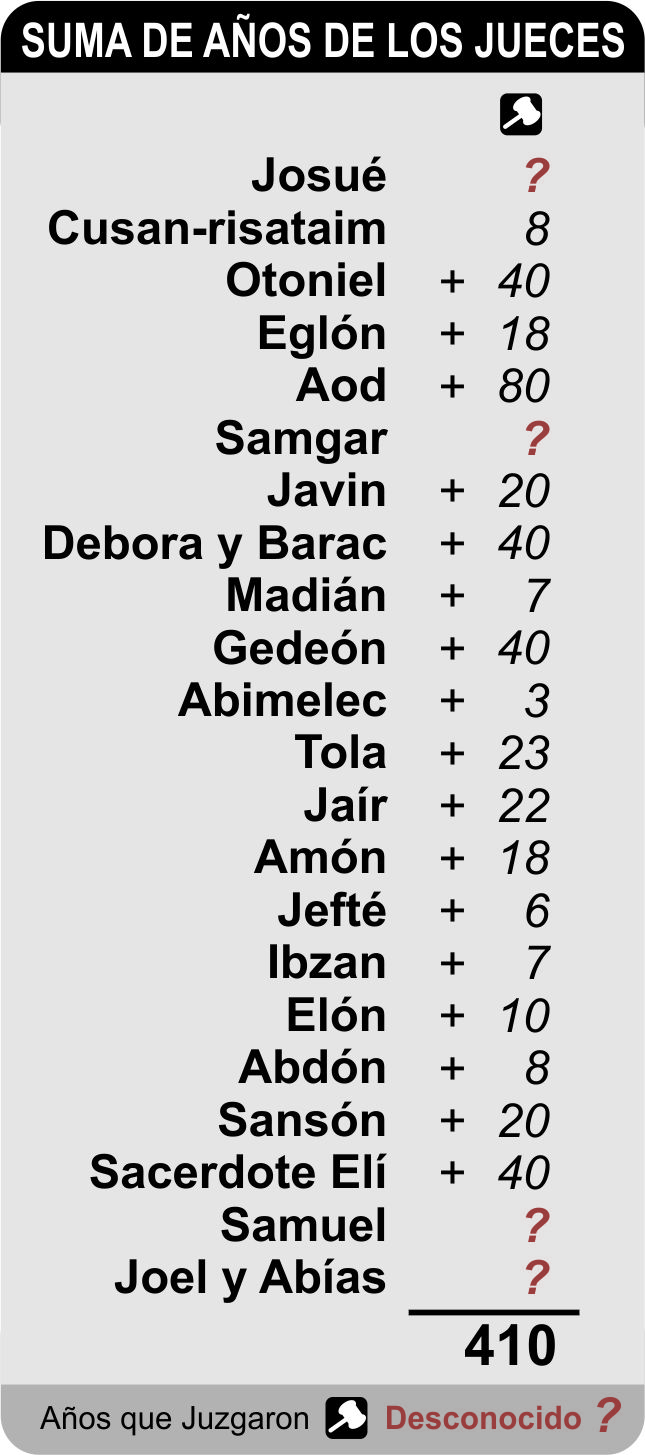 SUMA DE AÑOS DE LOS JUECES
Josué ?
Cusan-risataim 8
Otoniel + 40
Eglón + 18
Aod + 80
Samgar ?
Javin + 20
Debora y Barac + 40
Madián + 7
Gedeón + 40
Abimelec + 3
Tola + 23
Jaír + 22
Amón + 18
Jefté + 6
Ibzan + 7
Elón + 10
Abdón + 8
Sansón + 20
Sacerdote Elí + 40
Samuel ?
Joel y Abías ?
410
Años que Juzgaron Desconocido ?